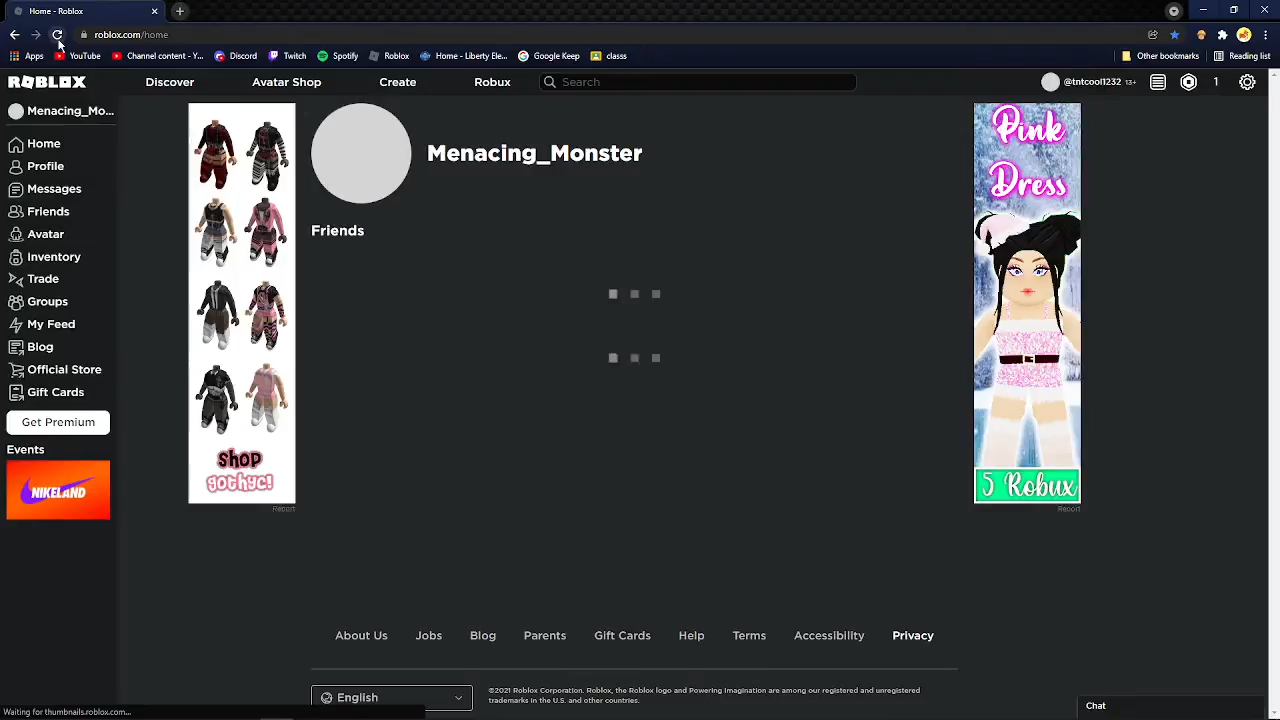 Home - Roblox
roblox.com/home
Apps YouTube Channel content - Y... Discord Twitch Spotify Roblox Home - Liberty Ele... Google Keep classs Other bookmarks Reading list
ROBLOX Discover Avatar Shop Create Robux Search @tntcool1232 13+ 1
Menacing_Mo...
Home
Profile
Messages
Friends
Avatar
Inventory
Trade
Groups
My Feed
Blog
Official Store
Gift Cards
Get Premium
Events
NIKELAND
shop
gothyc!
Report
Menacing_Monster
Friends
Pink
Dress
5 Robux
Report
About Us Jobs Blog Parents Gift Cards Help Terms Accessibility Privacy
English
©2021 Roblox Corporation. Roblox, the Roblox logo and Powering Imagination are among our registered and unregistered
trademarks in the U.S. and other countries.
Chat
Waiting for thumbnails.roblox.com...